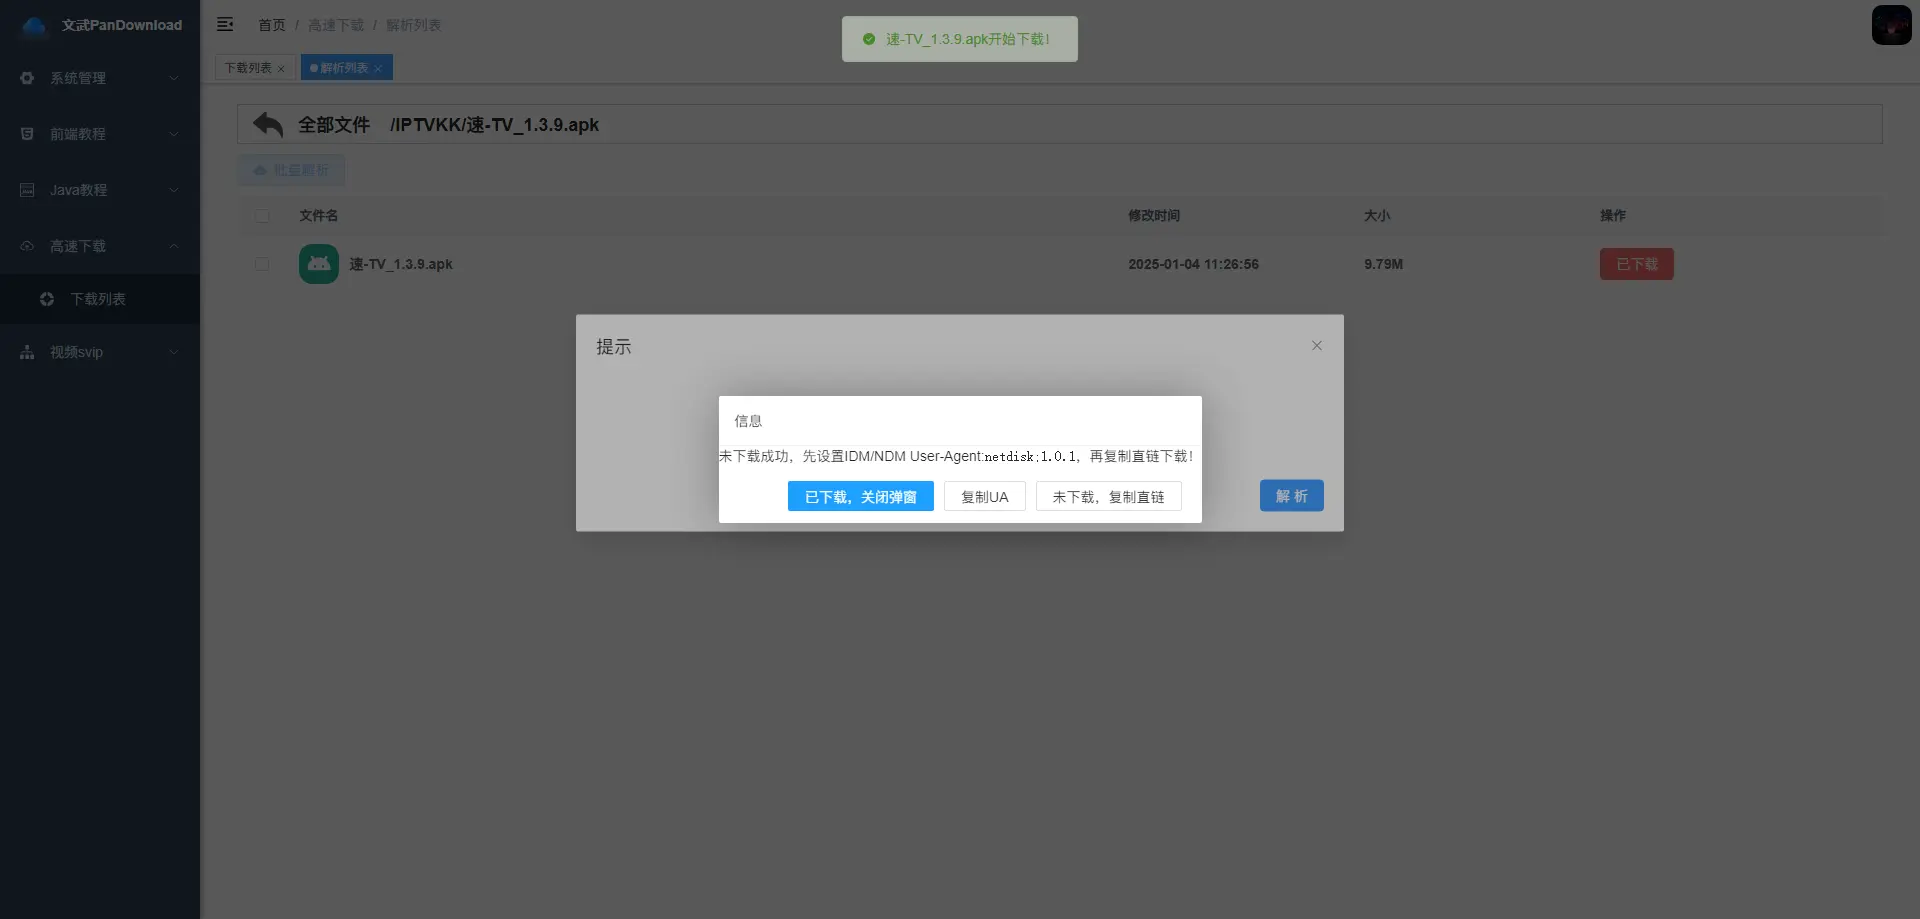 文武PanDownload
首页 / 高速下载 / 解析列表
速-TV_1.3.9.apk开始下载!
下载列表 ×
解析列表 ×
系统管理
前端教程
Java教程
高速下载
下载列表
视频svip
全部文件 /IPTVKK/速-TV_1.3.9.apk
批量解析
文件名 修改时间 大小 操作
速-TV_1.3.9.apk 2025-01-04 11:26:56 9.79M 已下载
提示
信息
未下载成功，先设置IDM/NDM User-Agent:netdisk;1.0.1，再复制直链下载!
已下载，关闭弹窗 复制UA 未下载，复制直链
解 析